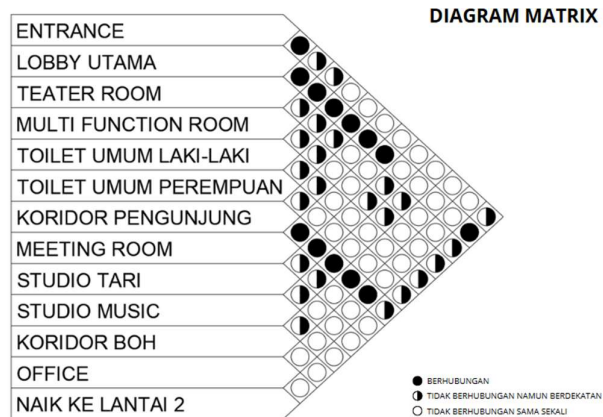 DIAGRAM MATRIX
ENTRANCE
LOBBY UTAMA
TEATER ROOM
MULTI FUNCTION ROOM
TOILET UMUM LAKI-LAKI
TOILET UMUM PEREMPUAN
KORIDOR PENGUNJUNG
MEETING ROOM
STUDIO TARI
STUDIO MUSIC
KORIDOR BOH
OFFICE
NAIK KE LANTAI 2
BERHUBUNGAN
TIDAK BERHUBUNGAN NAMUN BERDEKATAN
TIDAK BERHUBUNGAN SAMA SEKALI